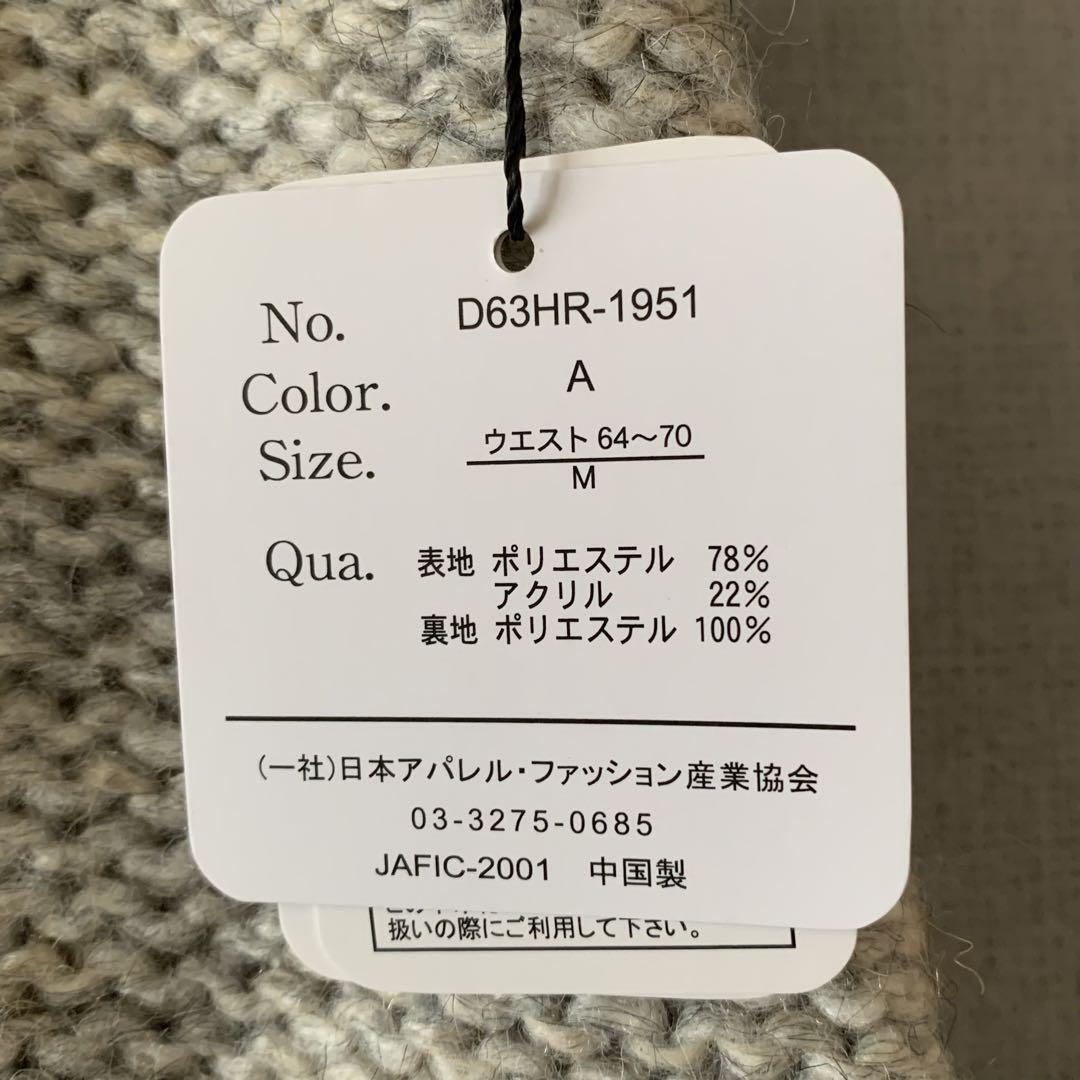 No. D63HR-1951
Color. A
Size. ウエスト 64〜70
M
Qua. 表地 ポリエステル 78%
アクリル 22%
裏地 ポリエステル 100%
(一社)日本アパレル・ファッション産業協会
03-3275-0685
JAFIC-2001 中国製
扱いの際にご利用して下さい。